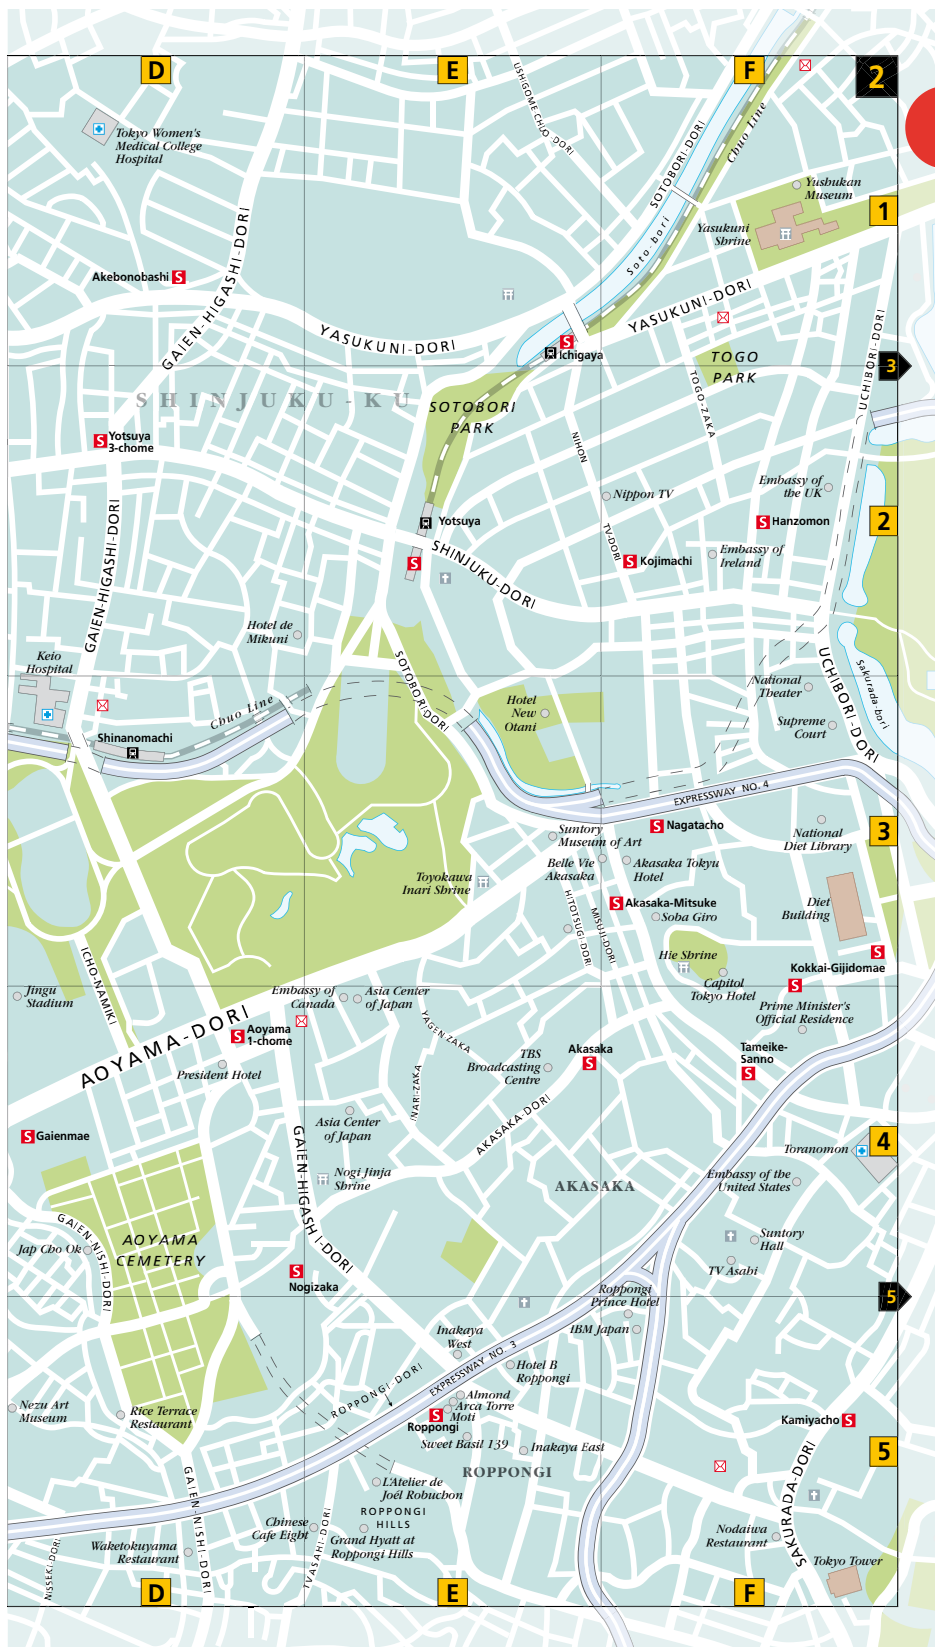 D
E
F
2
USHIGOME CHUO-DORI
SOTOBORI-DORI
Chuo Line
Tokyo Women's
Medical College
Hospital
Yushukan
Museum
1
Yasukuni
Shrine
Soto-bori
GAIEN-HIGASHI-DORI
Akebonobashi
S
YASUKUNI-DORI
YASUKUNI-DORI
UCHIBORI-DORI
S
Ichigaya
TOGO
PARK
3
SHINJUKU-KU
SOTOBORI
PARK
TOGO-ZAKA
S
Yotsuya
3-chome
NIHON
TV-DORI
Nippon TV
Embassy of
the UK
GAIEN-HIGASHI-DORI
Yotsuya
S
SHINJUKU-DORI
S
Hanzomon
2
S
Kojimachi
Embassy of
Ireland
Hotel de
Mikuni
Keio
Hospital
SOTOBORI-DORI
UCHIBORI-DORI
Sakurada-bori
National
Theater
Chuo Line
Hotel
New
Otani
Supreme
Court
Shinanomachi
EXPRESSWAY NO. 4
S
Nagatacho
National
Diet Library
3
Suntory
Museum of Art
Belle Vie
Akasaka
Akasaka Tokyu
Hotel
Toyokawa
Inari Shrine
HITOTSUGI-DORI
MISUJI-DORI
S
Akasaka-Mitsuke
Soba Giro
Diet
Building
ICHO-NAMIKI
Hie Shrine
S
Kokkai-Gijidomae
S
Jingu
Stadium
Embassy of
Canada
Asia Center
of Japan
Capitol
Tokyo Hotel
Prime Minister's
Official Residence
AOYAMA-DORI
S
Aoyama
1-chome
YAGEN-ZAKA
President Hotel
INARI-ZAKA
TBS
Broadcasting
Centre
Akasaka
S
Tameike-
Sanno
S
S
Gaienmae
Asia Center
of Japan
AKASAKA-DORI
4
Toranomon
GAIEN-HIGASHI-DORI
Nogi Jinja
Shrine
AKASAKA
Embassy of the
United States
GAIEN-NISHI-DORI
Jap Cho Ok
AOYAMA
CEMETERY
Suntory
Hall
TV Asahi
S
Nogizaka
5
Roppongi
Prince Hotel
IBM Japan
Inakaya
West
EXPRESSWAY NO. 3
Hotel B
Roppongi
ROPPONGI-DORI
Nezu Art
Museum
Rice Terrace
Restaurant
Almond
Arca Torre
Moti
S
Roppongi
Sweet Basil 139
Inakaya East
S
Kamiyacho
5
ROPPONGI
GAIEN-NISHI-DORI
L'Atelier de
Joël Robuchon
SAKURADA-DORI
ROPPONGI
HILLS
Chinese
Cafe Eight
Grand Hyatt at
Roppongi Hills
TV ASAHI-DORI
Nodaiwa
Restaurant
NISSEKI-DORI
Waketokuyama
Restaurant
Tokyo Tower
D
E
F